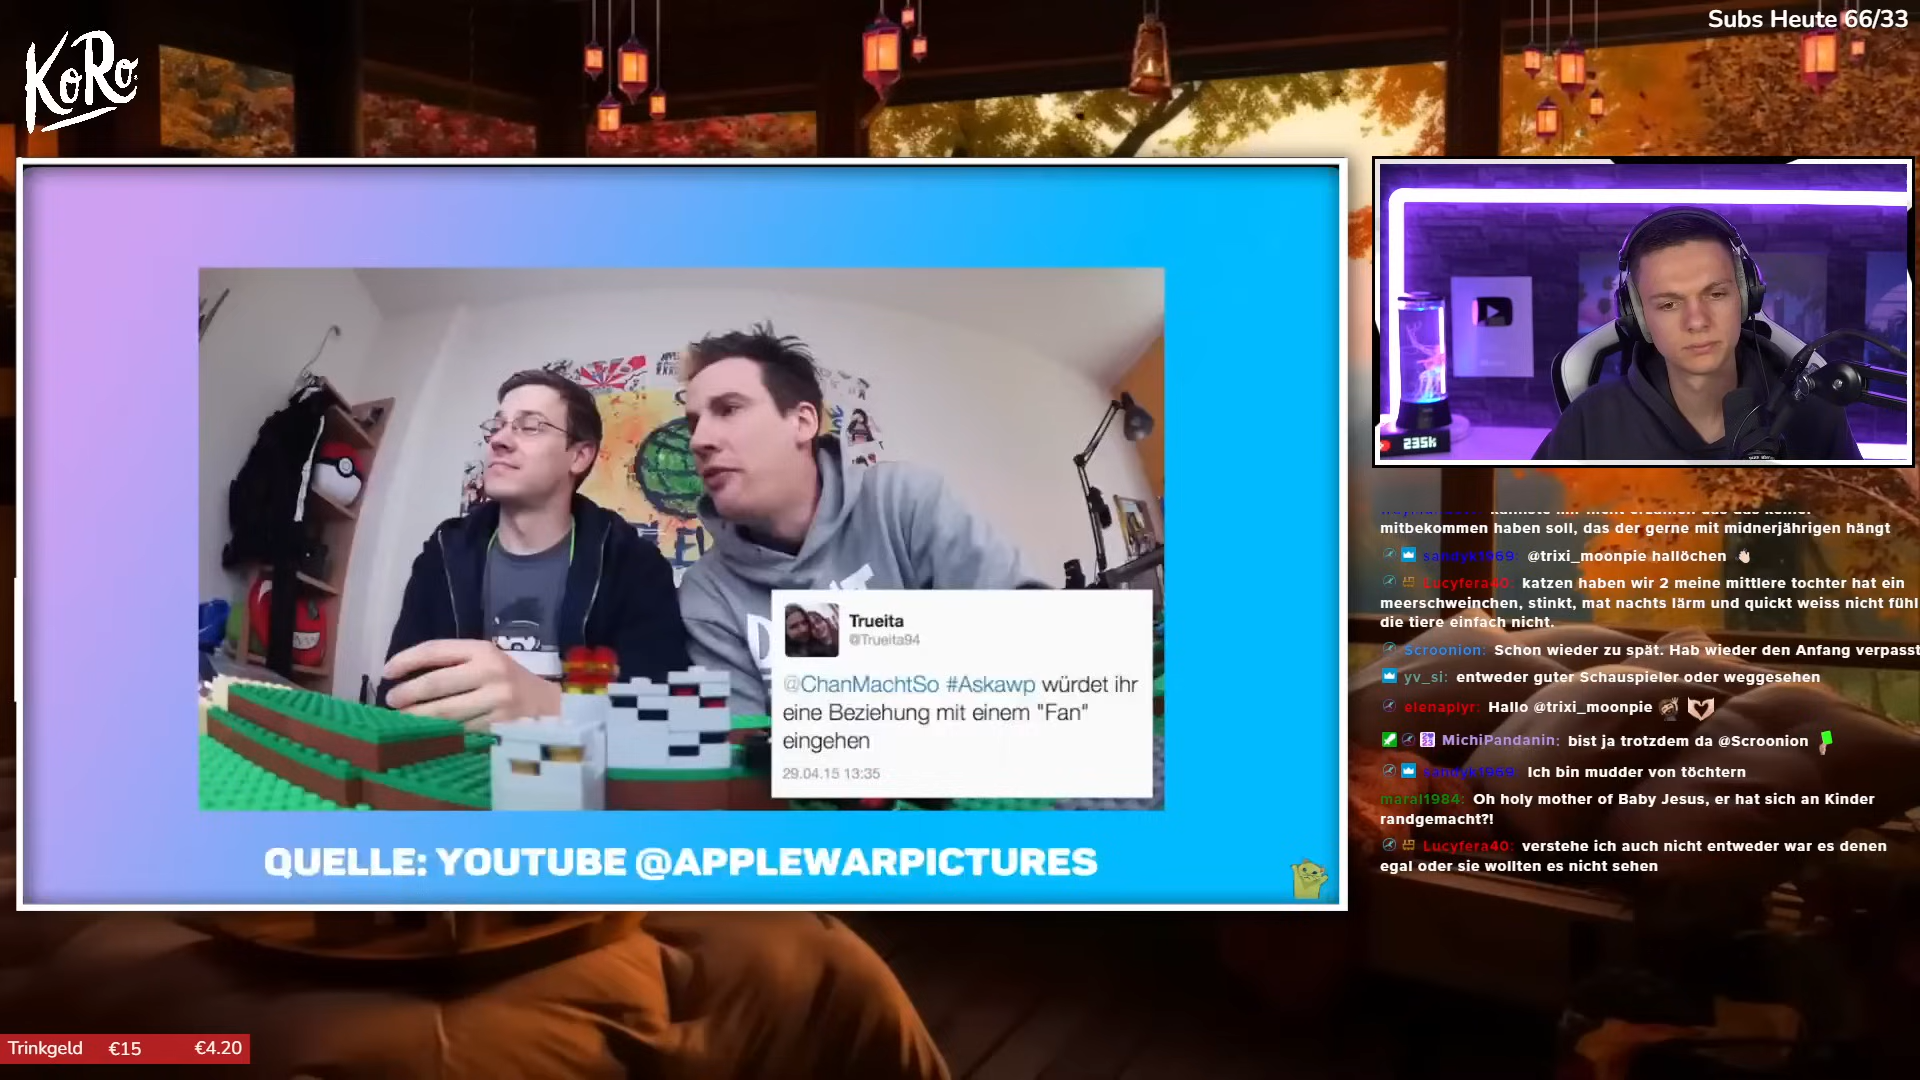 Subs Heute 66/33
KoRo
Trueita
@Trueita94
@ChanMachtSo #Askawp würdet ihr
eine Beziehung mit einem "Fan"
eingehen
29.04.15 13:35
QUELLE: YOUTUBE @APPLEWARPICTURES
235k
mitbekommen haben soll, das der gerne mit midnerjährigen hängt
sandyk1969: @trixi_moonpie hallöchen
Lucyfera40: katzen haben wir 2 meine mittlere tochter hat ein
meerschweinchen, stinkt, mat nachts lärm und quickt weiss nicht fühl
die tiere einfach nicht.
Scroonion: Schon wieder zu spät. Hab wieder den Anfang verpasst
yv_si: entweder guter Schauspieler oder weggesehen
elenaplyr: Hallo @trixi_moonpie
MichiPandanin: bist ja trotzdem da @Scroonion
sandyk1969: Ich bin mudder von töchtern
maral1984: Oh holy mother of Baby Jesus, er hat sich an Kinder
randgemacht?!
Lucyfera40: verstehe ich auch nicht entweder war es denen
egal oder sie wollten es nicht sehen
Trinkgeld €15 €4.20